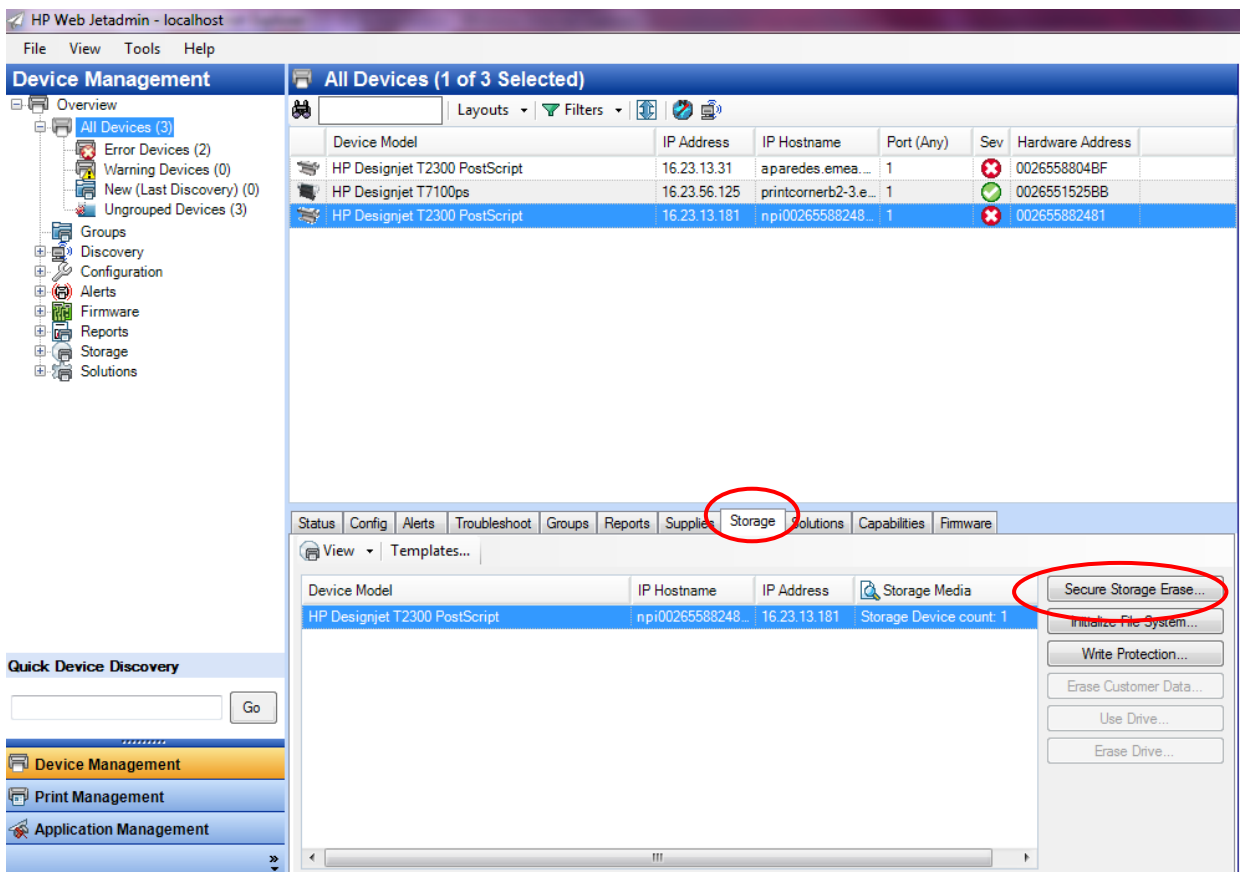 HP Web Jetadmin - localhost
File View Tools Help
Device Management
Overview
All Devices (3)
Error Devices (2)
Warning Devices (0)
New (Last Discovery) (0)
Ungrouped Devices (3)
Groups
Discovery
Configuration
Alerts
Firmware
Reports
Storage
Solutions
Quick Device Discovery
Go
Device Management
Print Management
Application Management
All Devices (1 of 3 Selected)
Layouts Filters
Device Model IP Address IP Hostname Port (Any) Sev Hardware Address
HP Designjet T2300 PostScript 16.23.13.31 aparedes.emea.... 1 0026558804BF
HP Designjet T7100ps 16.23.56.125 printcornerb2-3.e... 1 0026551525BB
HP Designjet T2300 PostScript 16.23.13.181 npi00265588248... 1 002655882481
Status Config Alerts Troubleshoot Groups Reports Supplies Storage Solutions Capabilities Firmware
View Templates...
Device Model IP Hostname IP Address Storage Media
HP Designjet T2300 PostScript npi00265588248... 16.23.13.181 Storage Device count: 1
Secure Storage Erase...
Initialize File System...
Write Protection...
Erase Customer Data...
Use Drive...
Erase Drive...